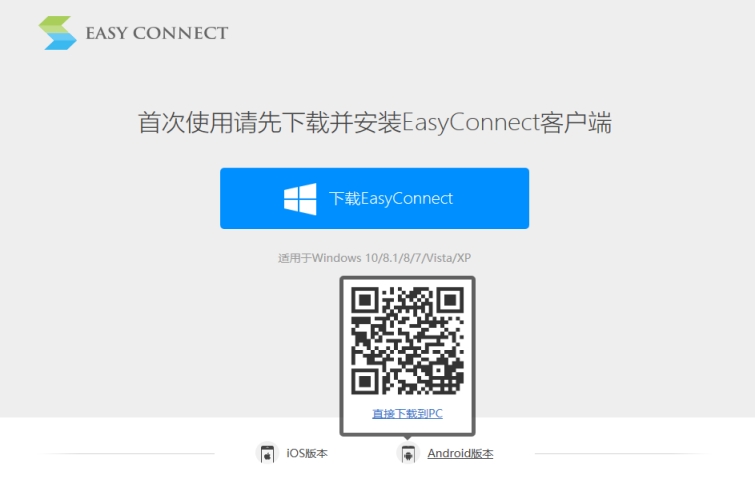 EASY CONNECT
首次使用请先下载并安装EasyConnect客户端
下载EasyConnect
适用于Windows 10/8.1/8/7/Vista/XP
直接下载到PC
iOS版本
Android版本